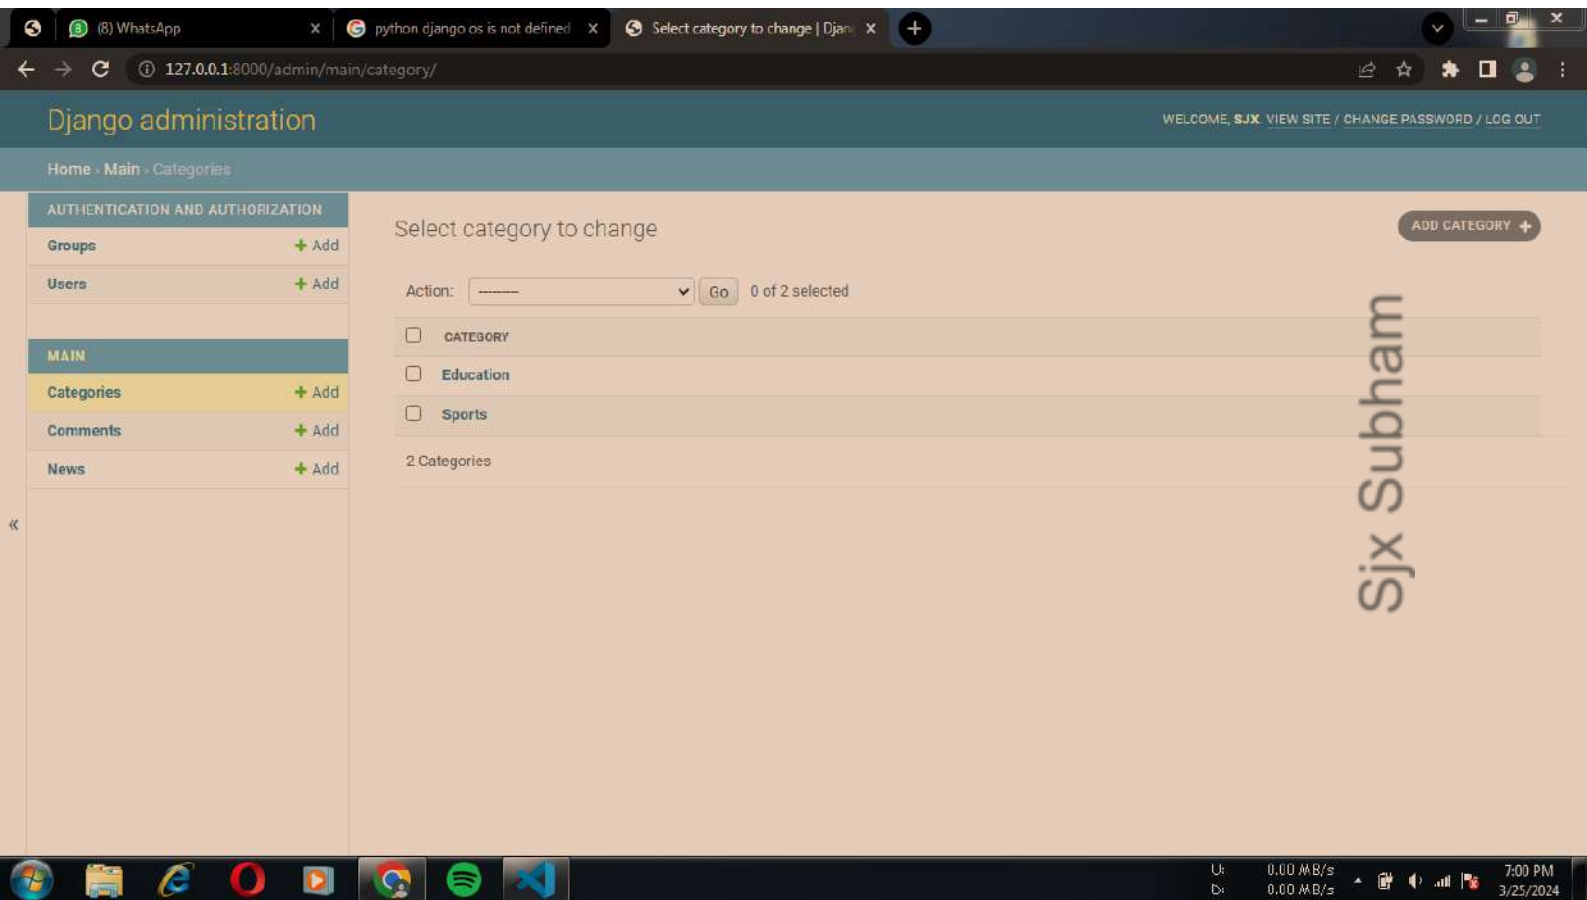 (8) WhatsApp
python django os is not defined
Select category to change | Djan
127.0.0.1:8000/admin/main/category/
Django administration
WELCOME, SJX. VIEW SITE / CHANGE PASSWORD / LOG OUT
Home › Main › Categories
AUTHENTICATION AND AUTHORIZATION
Groups + Add
Users + Add
MAIN
Categories + Add
Comments + Add
News + Add
«
Select category to change
ADD CATEGORY +
Action: --------- Go 0 of 2 selected
CATEGORY
Education
Sports
2 Categories
Sjx Subham
U: 0.00 MB/s
D: 0.00 MB/s
7:00 PM
3/25/2024